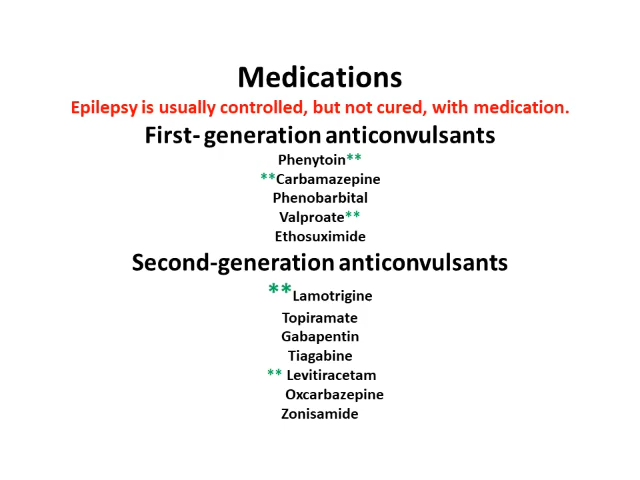 Medications
Epilepsy is usually controlled, but not cured, with medication.
First- generation anticonvulsants
Phenytoin**
**Carbamazepine
Phenobarbital
Valproate**
Ethosuximide
Second-generation anticonvulsants
**Lamotrigine
Topiramate
Gabapentin
Tiagabine
** Levitiracetam
Oxcarbazepine
Zonisamide